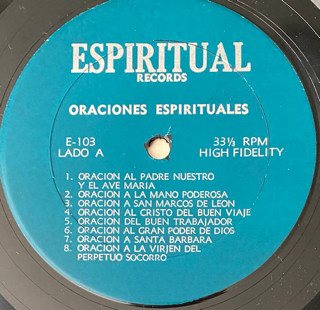 ESPIRITUAL
RECORDS
ORACIONES ESPIRITUALES
E-103 33⅓ RPM
LADO A HIGH FIDELITY
1. ORACION AL PADRE NUESTRO
Y EL AVE MARIA
2. ORACION A LA MANO PODEROSA
3. ORACION A SAN MARCOS DE LEON
4. ORACION AL CRISTO DEL BUEN VIAJE
5. ORACION DEL BUEN TRABAJADOR
6. ORACION AL GRAN PODER DE DIOS
7. ORACION A SANTA BARBARA
8. ORACION A LA VIRJEN DEL
PERPETUO SOCORRO